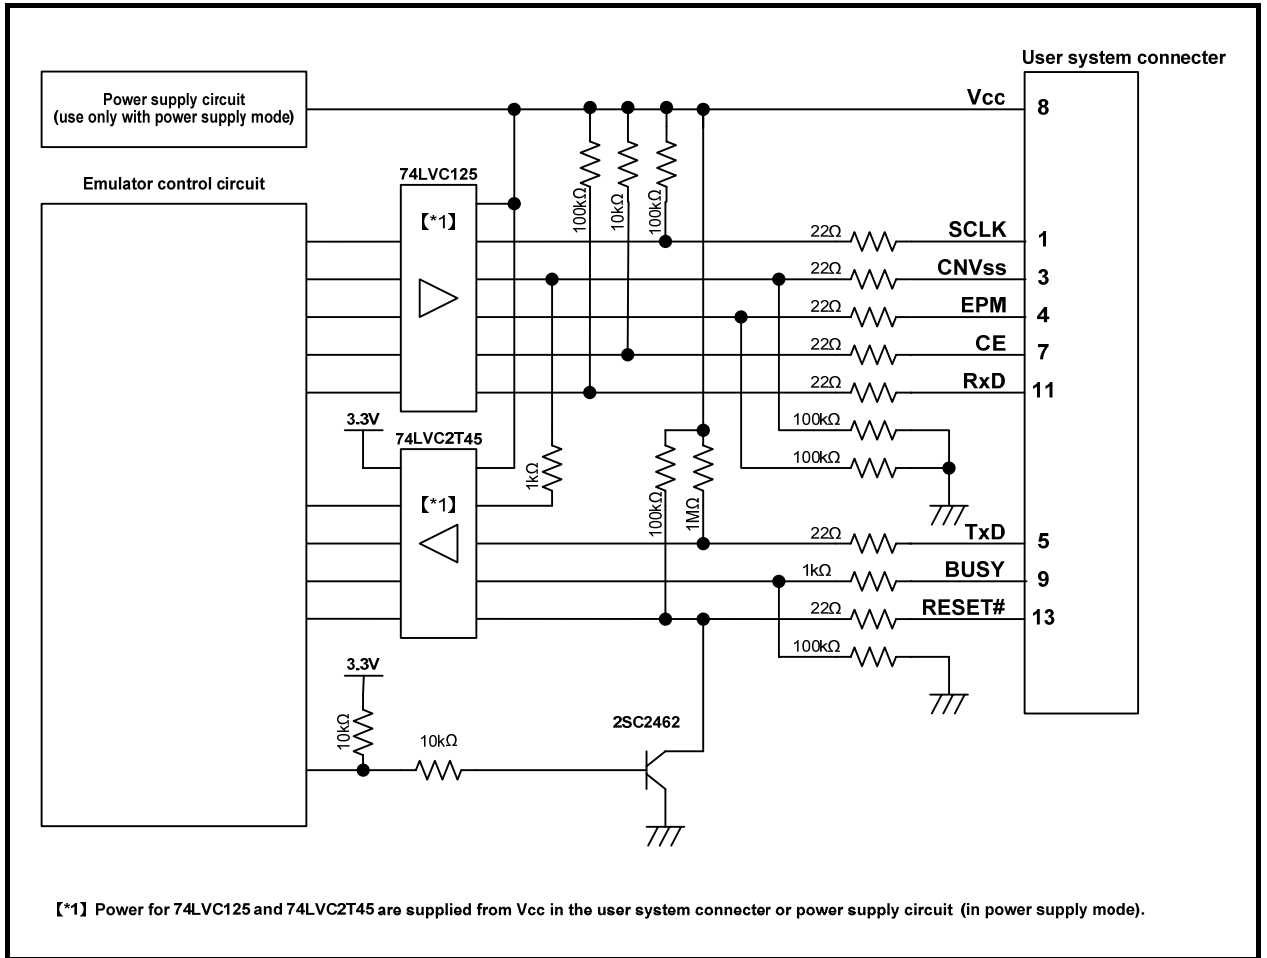 User system connecter
Power supply circuit
(use only with power supply mode)
Vcc
8
Emulator control circuit
74LVC125
【*1】
100kΩ
10kΩ
100kΩ
22Ω
SCLK
1
22Ω
CNVss
3
22Ω
EPM
4
22Ω
CE
7
22Ω
RxD
11
3.3V
74LVC2T45
【*1】
1kΩ
100kΩ
1MΩ
100kΩ
100kΩ
22Ω
TxD
5
1kΩ
BUSY
9
22Ω
RESET#
13
100kΩ
3.3V
10kΩ
10kΩ
2SC2462
【*1】 Power for 74LVC125 and 74LVC2T45 are supplied from Vcc in the user system connecter or power supply circuit (in power supply mode).